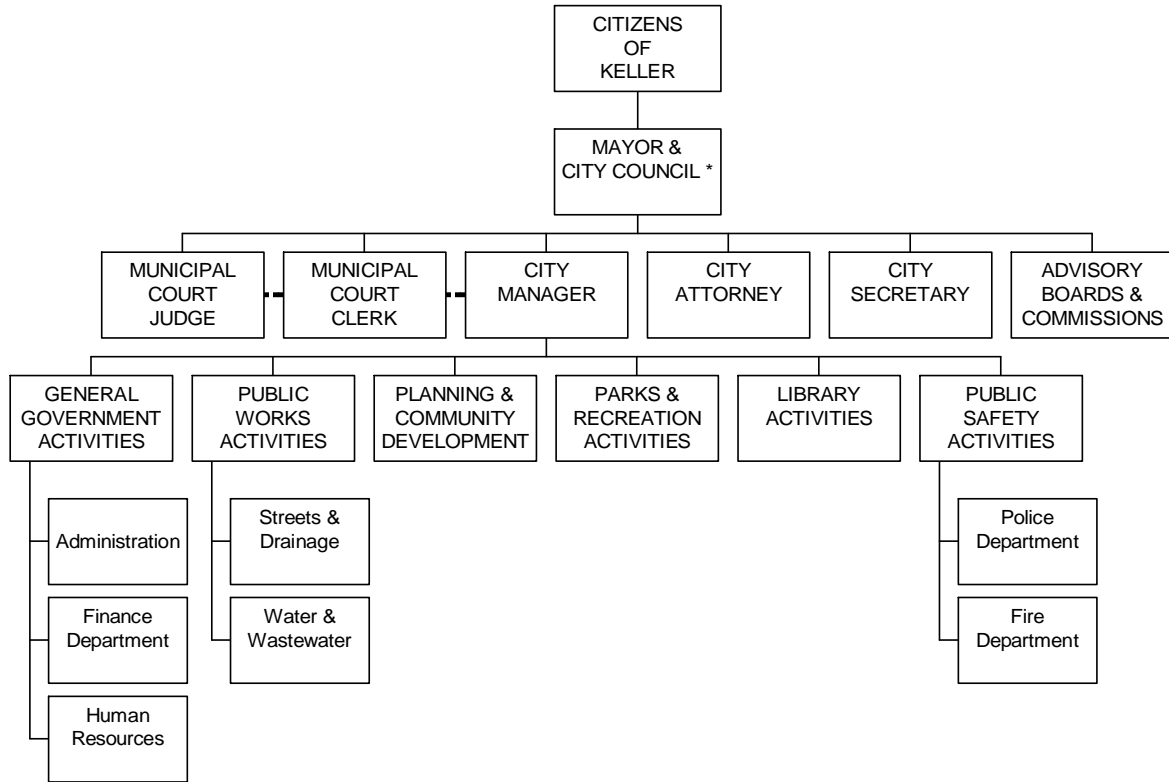 CITIZENS
OF
KELLER
MAYOR &
CITY COUNCIL *
MUNICIPAL
COURT
JUDGE
MUNICIPAL
COURT
CLERK
CITY
MANAGER
CITY
ATTORNEY
CITY
SECRETARY
ADVISORY
BOARDS &
COMMISSIONS
GENERAL
GOVERNMENT
ACTIVITIES
PUBLIC
WORKS
ACTIVITIES
PLANNING &
COMMUNITY
DEVELOPMENT
PARKS &
RECREATION
ACTIVITIES
LIBRARY
ACTIVITIES
PUBLIC
SAFETY
ACTIVITIES
Administration
Finance
Department
Human
Resources
Streets &
Drainage
Water &
Wastewater
Police
Department
Fire
Department